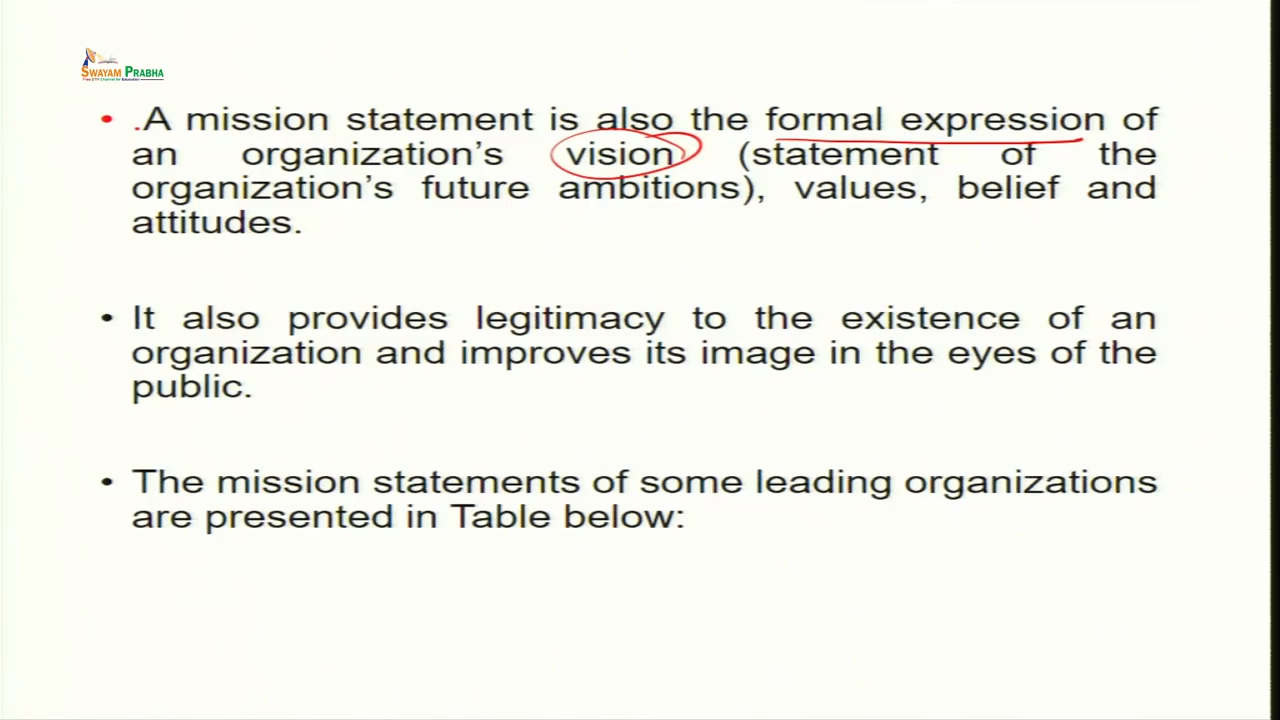 SWAYAM PRABHA
.A mission statement is also the formal expression of
an organization's vision (statement of the
organization's future ambitions), values, belief and
attitudes.
• It also provides legitimacy to the existence of an
organization and improves its image in the eyes of the
public.
• The mission statements of some leading organizations
are presented in Table below: